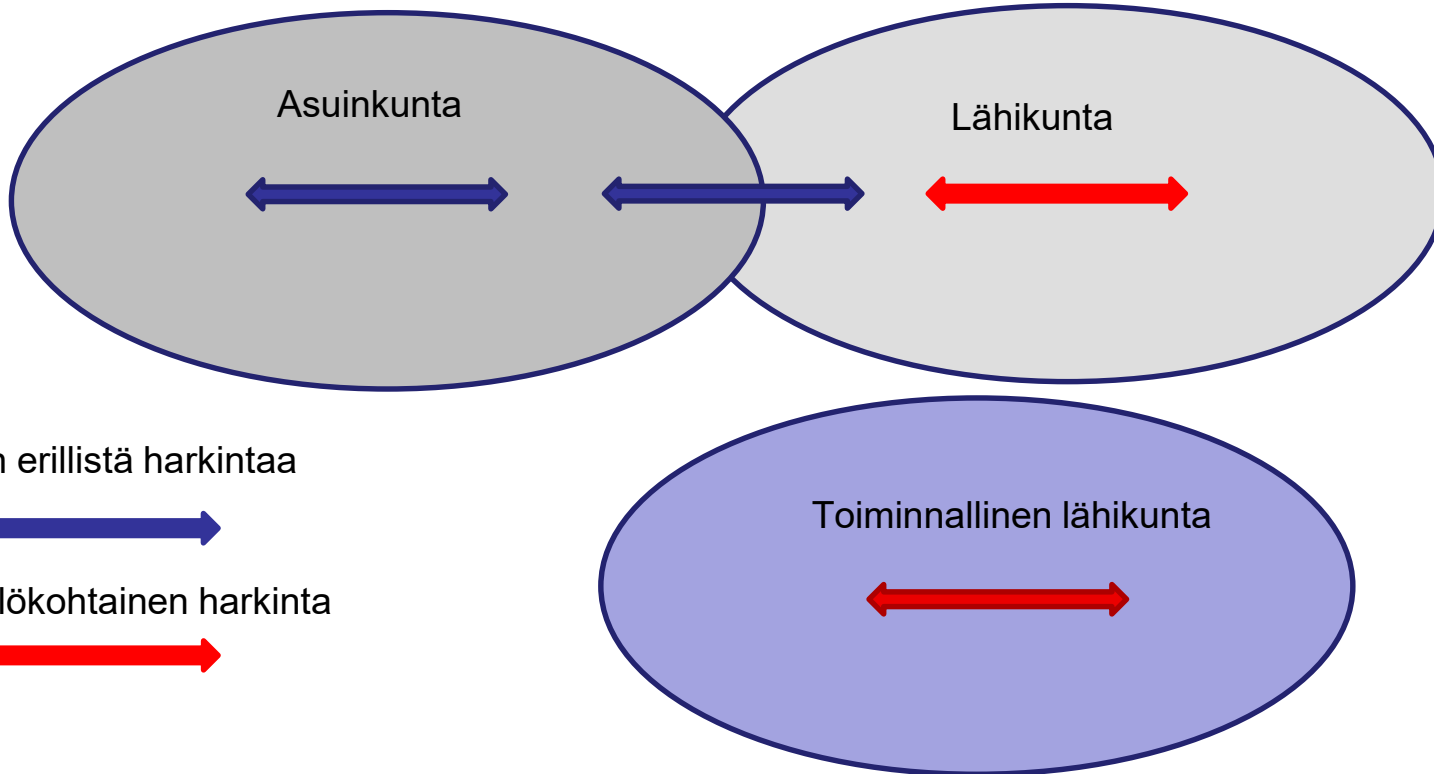 Asuinkunta
Lähikunta
erillistä harkintaa
Toiminnallinen lähikunta
lökohtainen harkinta